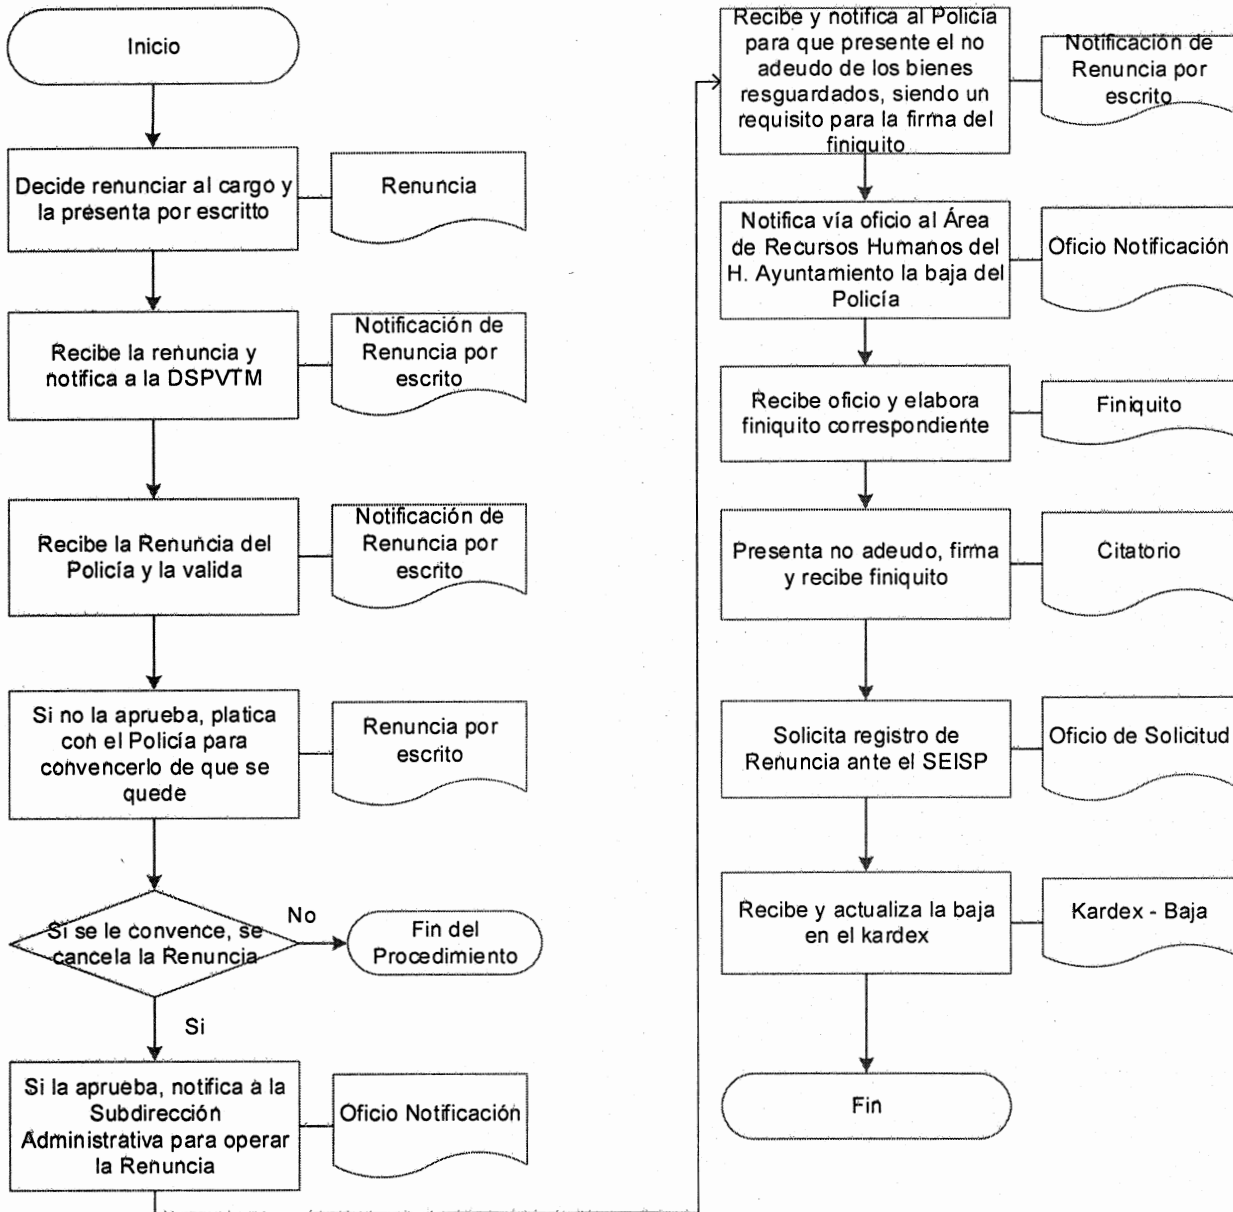 Inicio
Decide renunciar al cargo y
la presenta por escritto
Renuncia
Recibe la renuncia y
notifica a la DSPVTM
Notificación de
Renuncia por
escrito
Recibe la Renuncia del
Policía y la valida
Notificación de
Renuncia por
escrito
Si no la aprueba, platica
con el Policía para
convencerlo de que se
quede
Renuncia por
escrito
Si se le convence, se
cancela la Renuncia
No
Fin del
Procedimiento
Si
Si la aprueba, notifica a la
Subdirección
Administrativa para operar
la Renuncia
Oficio Notificación
Recibe y notifica al Policía
para que presente el no
adeudo de los bienes
resguardados, siendo un
requisito para la firma del
finiquito
Notificación de
Renuncia por
escrito
Notifica vía oficio al Área
de Recursos Humanos del
H. Ayuntamiento la baja del
Policía
Oficio Notificación
Recibe oficio y elabora
finiquito correspondiente
Finiquito
Presenta no adeudo, firma
y recibe finiquito
Citatorio
Solicita registro de
Renuncia ante el SEISP
Oficio de Solicitud
Recibe y actualiza la baja
en el kardex
Kardex - Baja
Fin